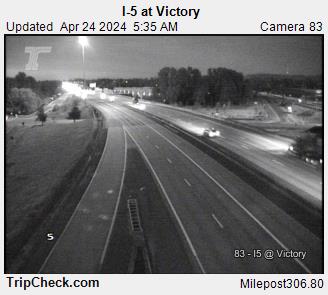 I-5 at Victory
Updated Apr 24 2024 5:35 AM Camera 83
T
S
83 - I5 @ Victory
TripCheck.com Milepost306.80